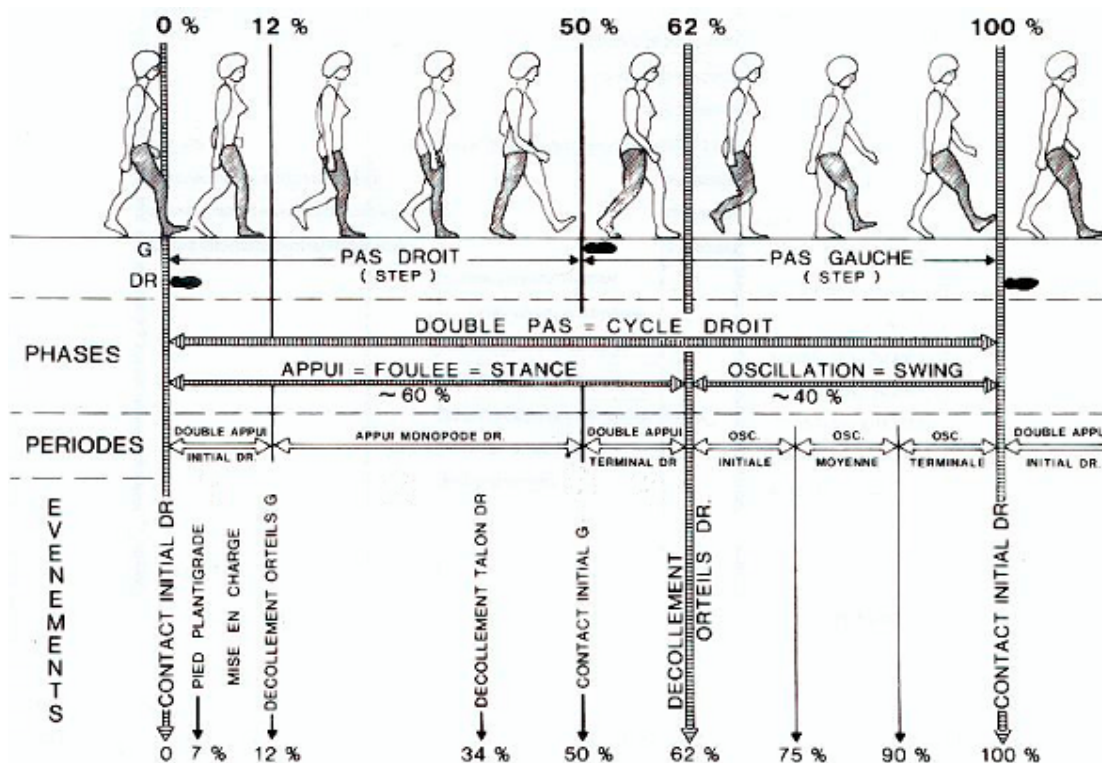 0 % 12 % 50 % 62 % 100 %
G
PAS DROIT
( STEP )
PAS GAUCHE
( STEP )
DR
DOUBLE PAS = CYCLE DROIT
PHASES
APPUI = FOULEE = STANCE
~ 60 %
OSCILLATION = SWING
~ 40 %
PERIODES
DOUBLE APPUI
INITIAL DR.
APPUI MONOPODE DR.
DOUBLE APPUI
TERMINAL DR
OSC.
INITIALE
OSC.
MOYENNE
OSC.
TERMINALE
DOUBLE APPUI
INITIAL DR.
EVENEMENTS
CONTACT INITIAL DR
PIED PLANTIGRADE
MISE EN CHARGE
DECOLLEMENT ORTEILS G
DECOLLEMENT TALON DR
CONTACT INITIAL G
DECOLLEMENT
ORTEILS DR.
CONTACT INITIAL DR
0 7 % 12 % 34 % 50 % 62 % 75 % 90 % 100 %